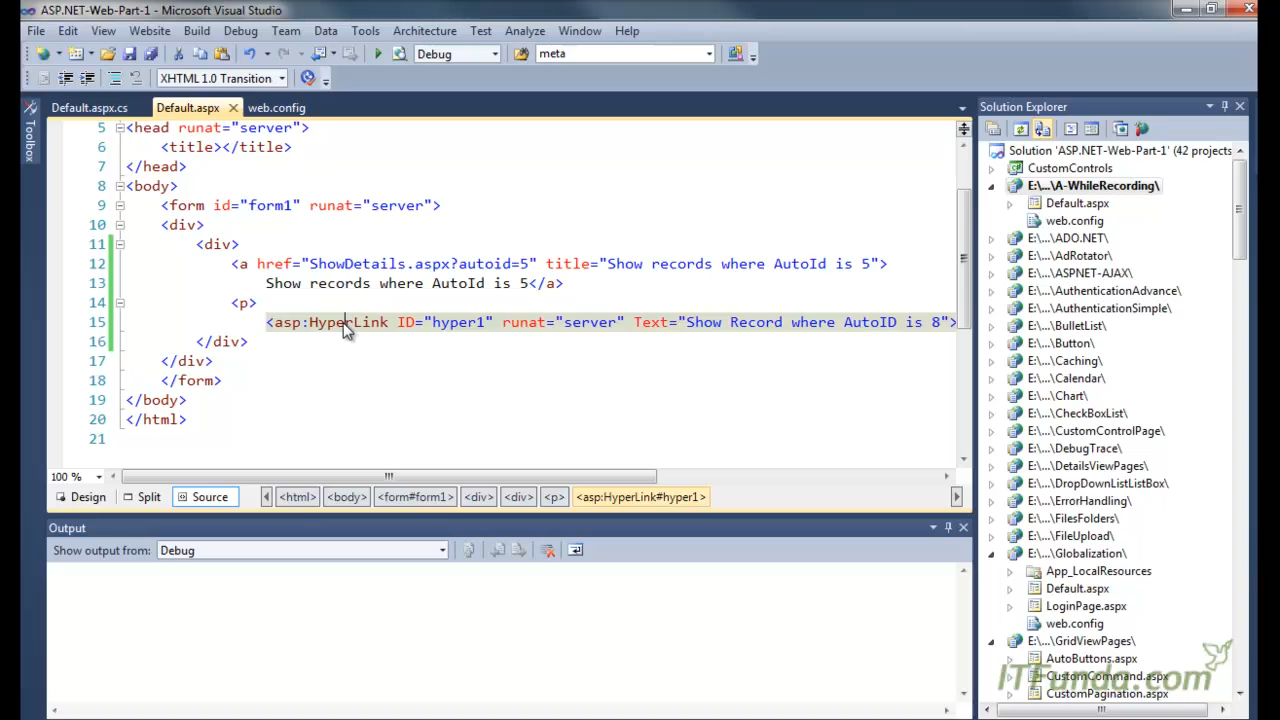 ASP.NET-Web-Part-1 - Microsoft Visual Studio
File Edit View Website Build Debug Team Data Tools Architecture Test Analyze Window Help
Debug meta
XHTML 1.0 Transition
Default.aspx.cs Default.aspx web.config
Toolbox
5 <head runat="server">
6 <title></title>
7 </head>
8 <body>
9 <form id="form1" runat="server">
10 <div>
11 <div>
12 <a href="ShowDetails.aspx?autoid=5" title="Show records where AutoId is 5">
13 Show records where AutoId is 5</a>
14 <p>
15 <asp:HyperLink ID="hyper1" runat="server" Text="Show Record where AutoID is 8">
16 </div>
17 </div>
18 </form>
19 </body>
20 </html>
21
100 %
Design Split Source <html> <body> <form#form1> <div> <div> <p> <asp:HyperLink#hyper1>
Output
Show output from: Debug
Solution Explorer
Solution 'ASP.NET-Web-Part-1' (42 projects
CustomControls
E:\...\A-WhileRecording\
Default.aspx
web.config
E:\...\ADO.NET\
E:\...\AdRotator\
E:\...\ASPNET-AJAX\
E:\...\AuthenticationAdvance\
E:\...\AuthenticationSimple\
E:\...\BulletList\
E:\...\Button\
E:\...\Caching\
E:\...\Calendar\
E:\...\Chart\
E:\...\CheckBoxList\
E:\...\CustomControlPage\
E:\...\DebugTrace\
E:\...\DetailsViewPages\
E:\...\DropDownListListBox\
E:\...\ErrorHandling\
E:\...\FilesFolders\
E:\...\FileUpload\
E:\...\Globalization\
App_LocalResources
Default.aspx
LoginPage.aspx
web.config
E:\...\GridViewPages\
AutoButtons.aspx
CustomCommand.aspx
CustomPagination.aspx
ITFunda.com